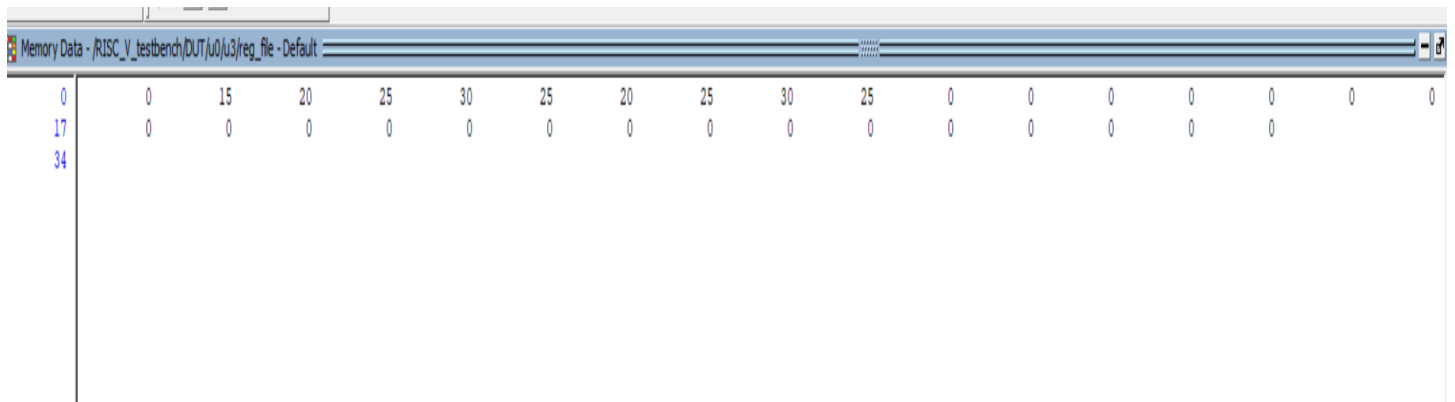 Memory Data - /RISC_V_testbench/DUT/u0/u3/reg_file - Default
0 0 15 20 25 30 25 20 25 30 25 0 0 0 0 0 0 0
17 0 0 0 0 0 0 0 0 0 0 0 0 0 0 0
34